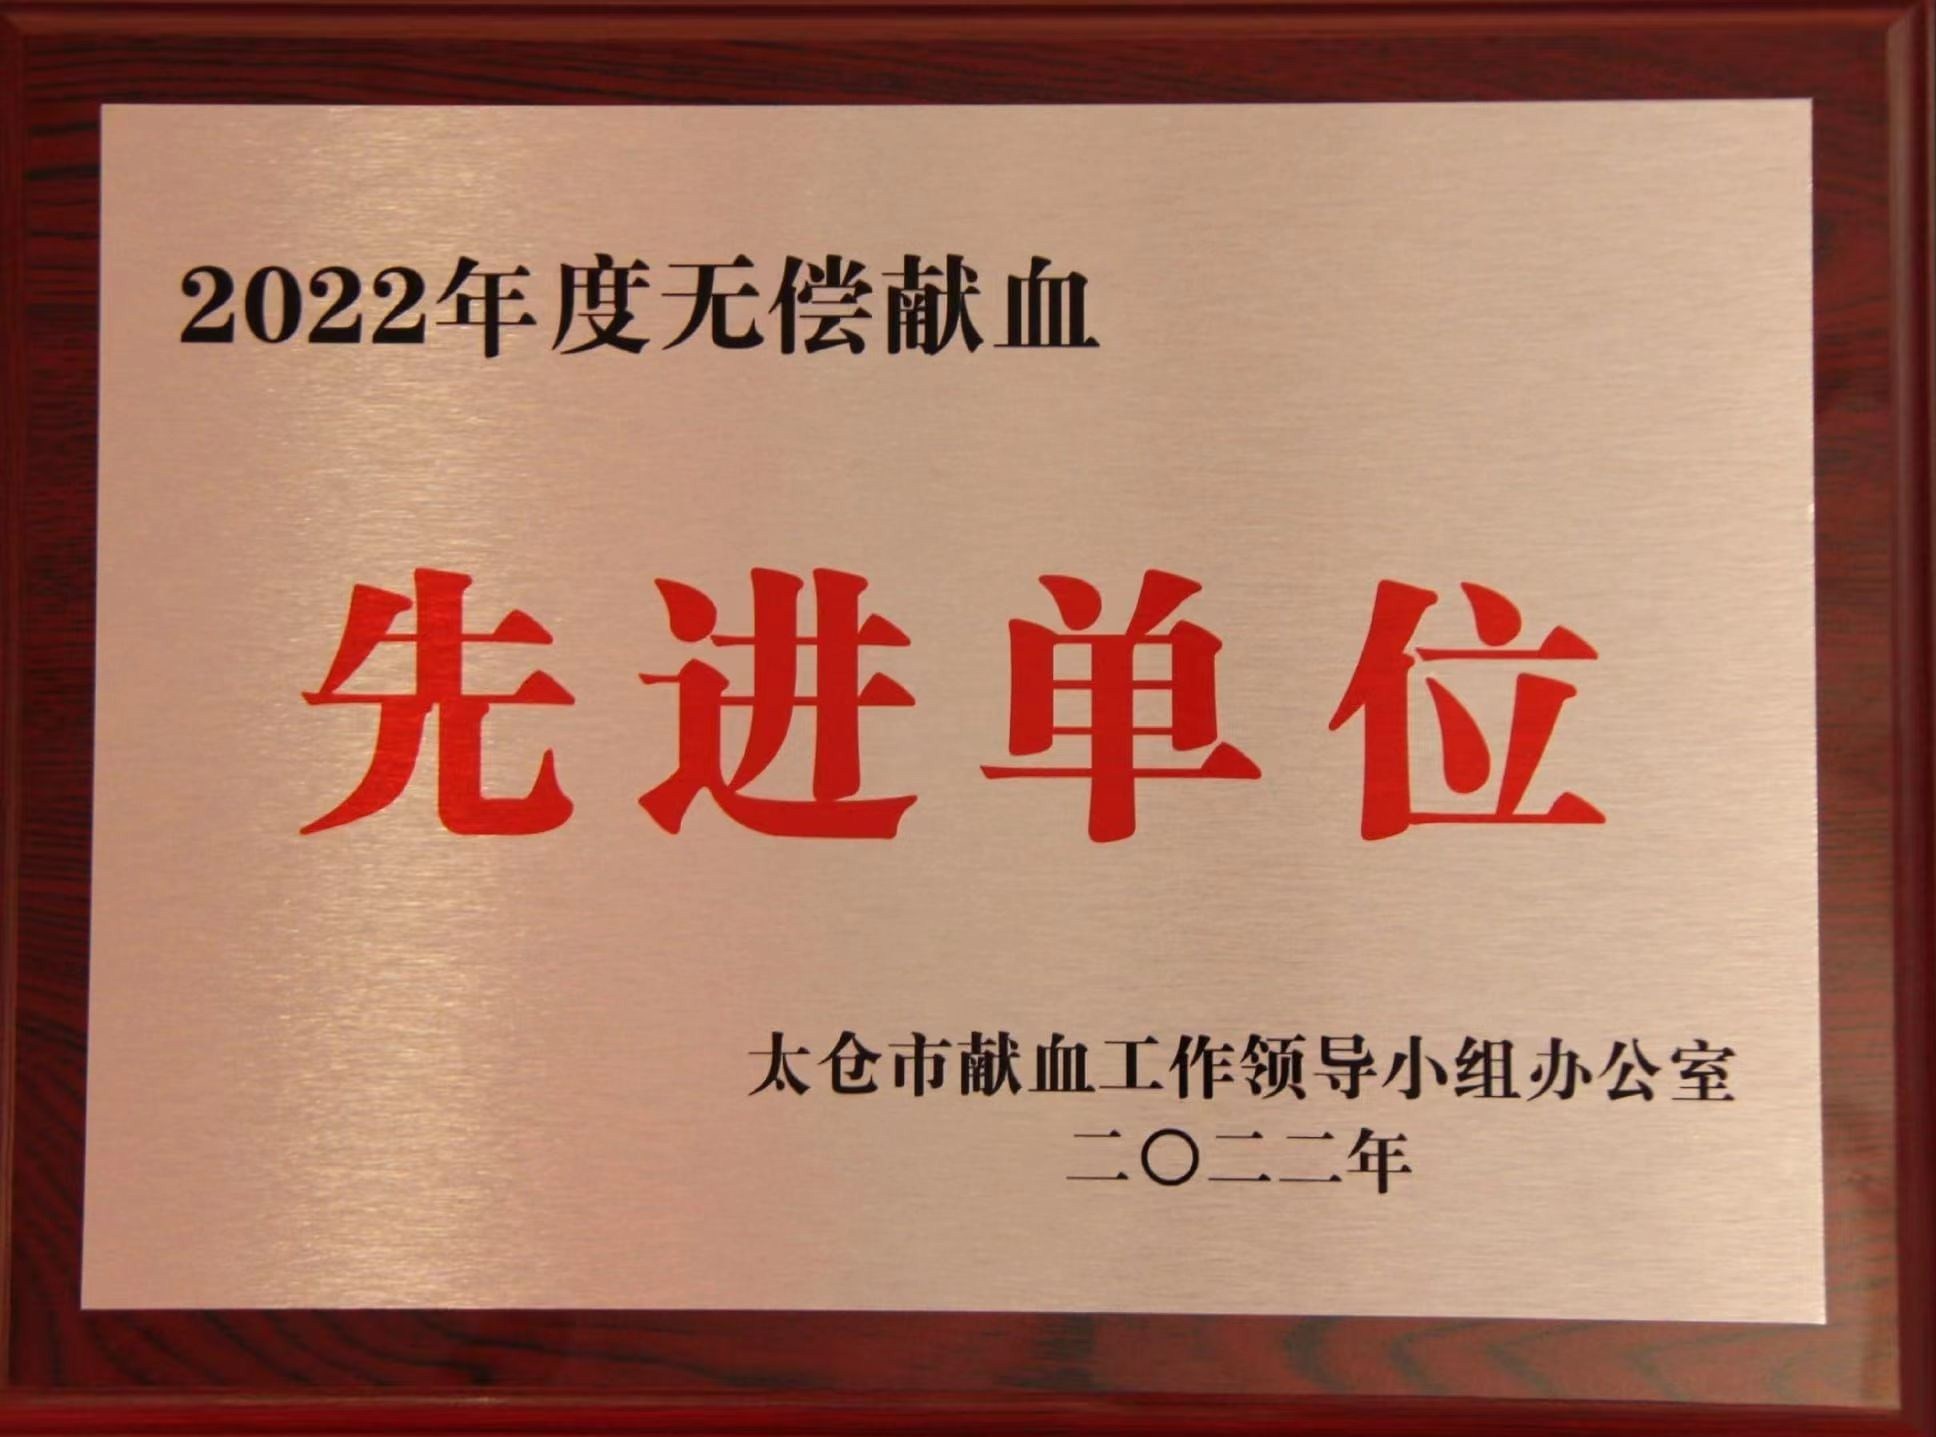 2022年度无偿献血
先进单位
太仓市献血工作领导小组办公室
二〇二二年